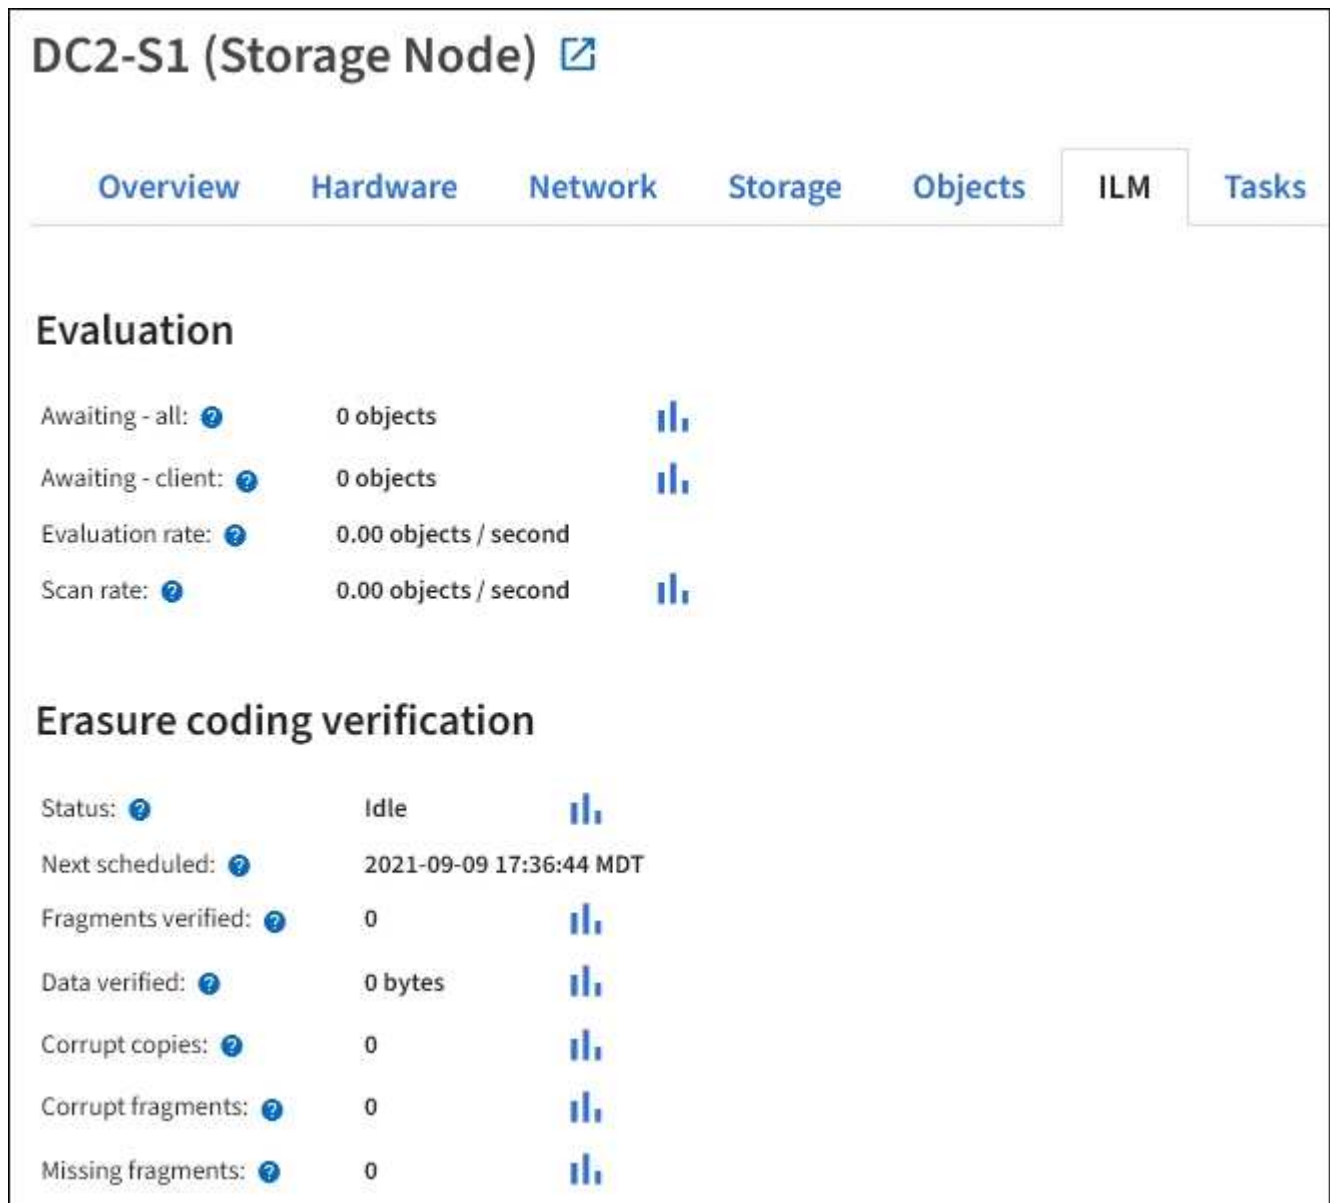 DC2-S1 (Storage Node)
Overview Hardware Network Storage Objects ILM Tasks
Evaluation
Awaiting - all: ? 0 objects
Awaiting - client: ? 0 objects
Evaluation rate: ? 0.00 objects / second
Scan rate: ? 0.00 objects / second
Erasure coding verification
Status: ? Idle
Next scheduled: ? 2021-09-09 17:36:44 MDT
Fragments verified: ? 0
Data verified: ? 0 bytes
Corrupt copies: ? 0
Corrupt fragments: ? 0
Missing fragments: ? 0